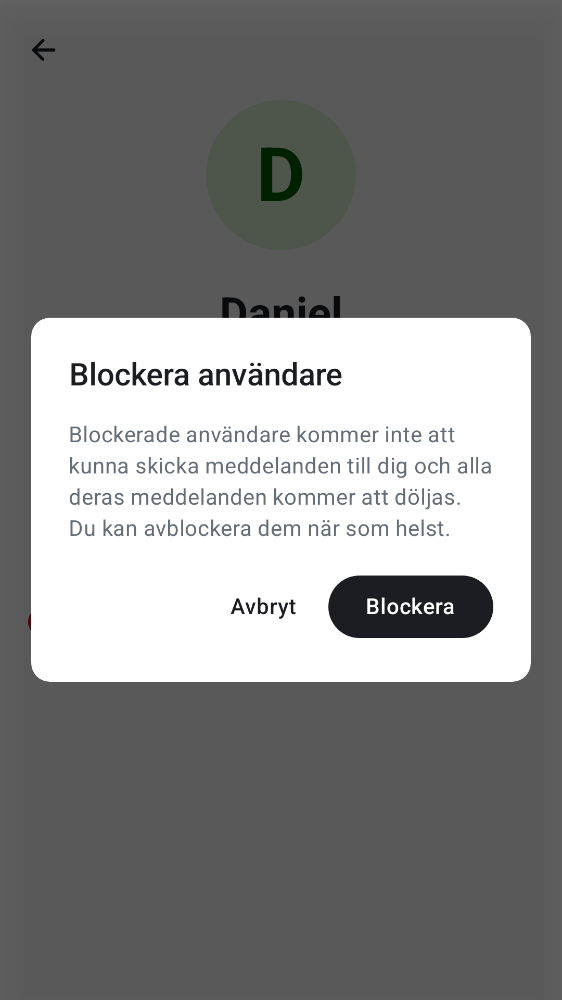 D
Daniel
Blockera användare
Blockerade användare kommer inte att
kunna skicka meddelanden till dig och alla
deras meddelanden kommer att döljas.
Du kan avblockera dem när som helst.
Avbryt Blockera